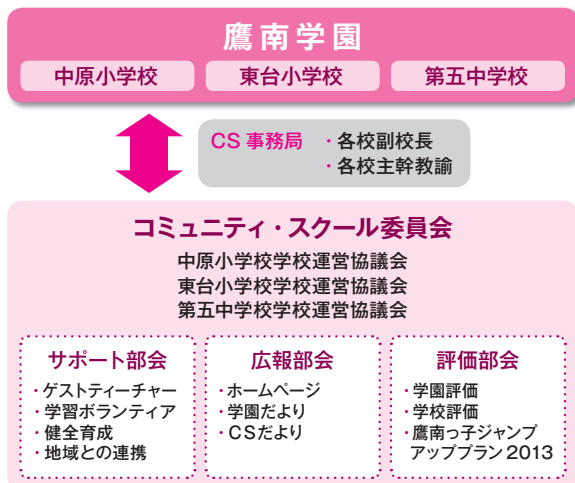 鷹南学園
中原小学校
東台小学校
第五中学校
CS 事務局
・各校副校長
・各校主幹教諭
コミュニティ・スクール委員会
中原小学校学校運営協議会
東台小学校学校運営協議会
第五中学校学校運営協議会
サポート部会
・ゲストティーチャー
・学習ボランティア
・健全育成
・地域との連携
広報部会
・ホームページ
・学園だより
・CSだより
評価部会
・学園評価
・学校評価
・鷹南っ子ジャンプ
アッププラン 2013